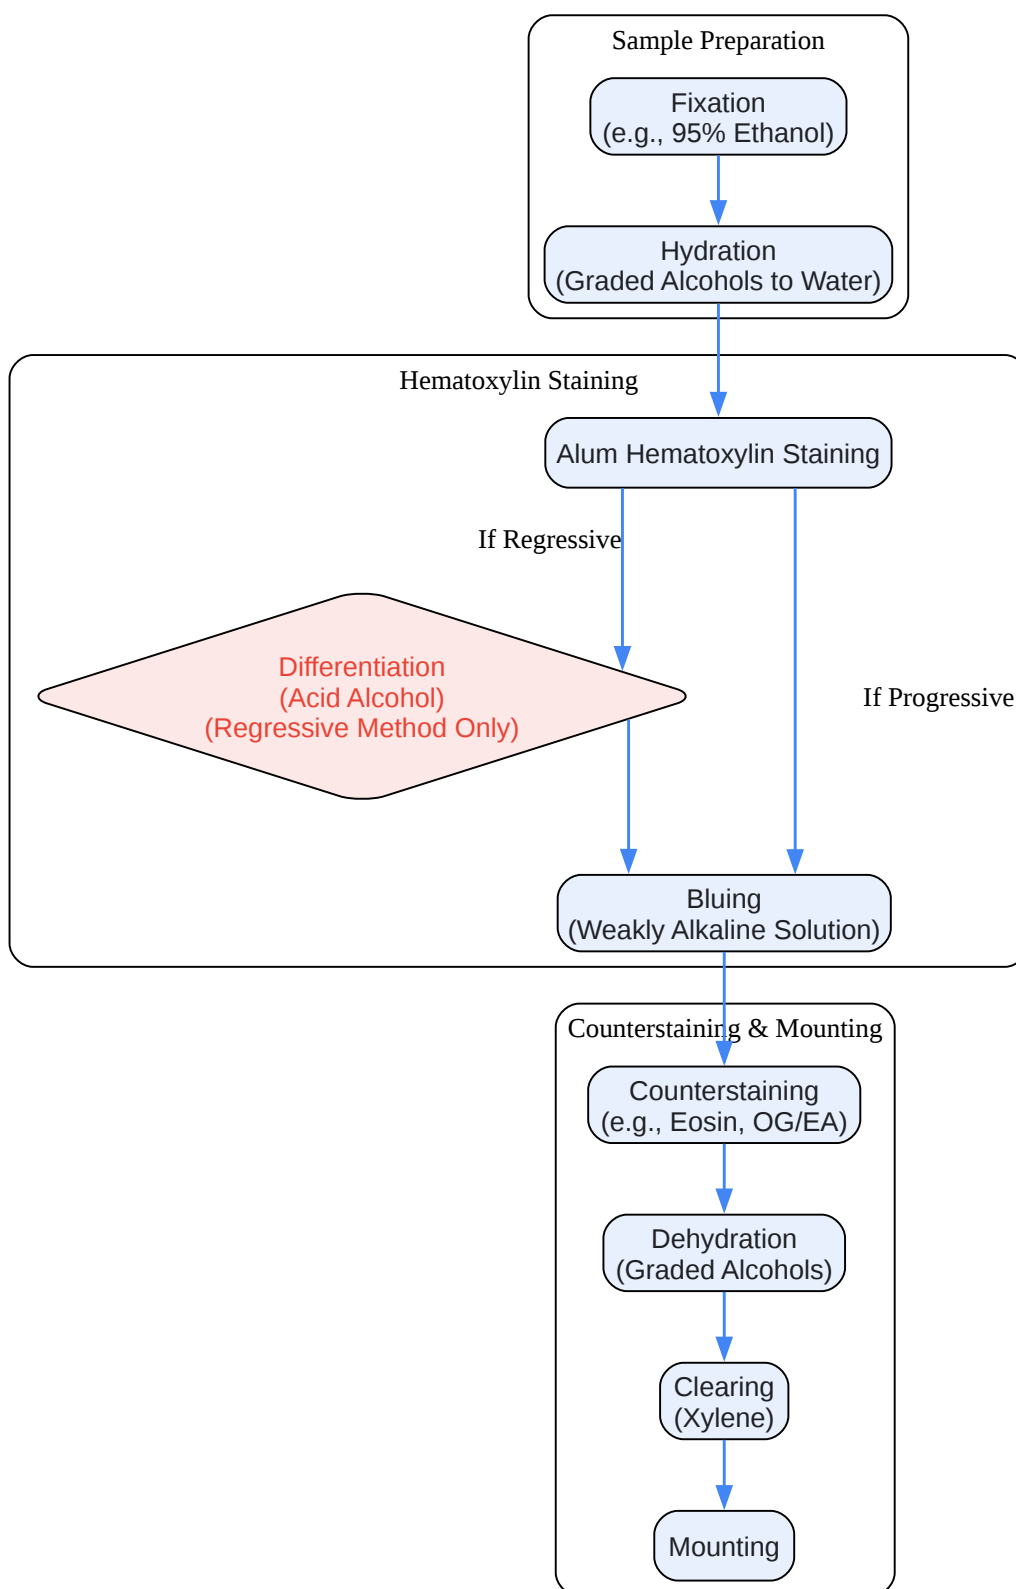 Sample Preparation
Fixation
(e.g., 95% Ethanol)
Hydration
(Graded Alcohols to Water)
Hematoxylin Staining
Alum Hematoxylin Staining
If Regressive
Differentiation
(Acid Alcohol)
(Regressive Method Only)
If Progressive
Bluing
(Weakly Alkaline Solution)
Counterstaining & Mounting
Counterstaining
(e.g., Eosin, OG/EA)
Dehydration
(Graded Alcohols)
Clearing
(Xylene)
Mounting